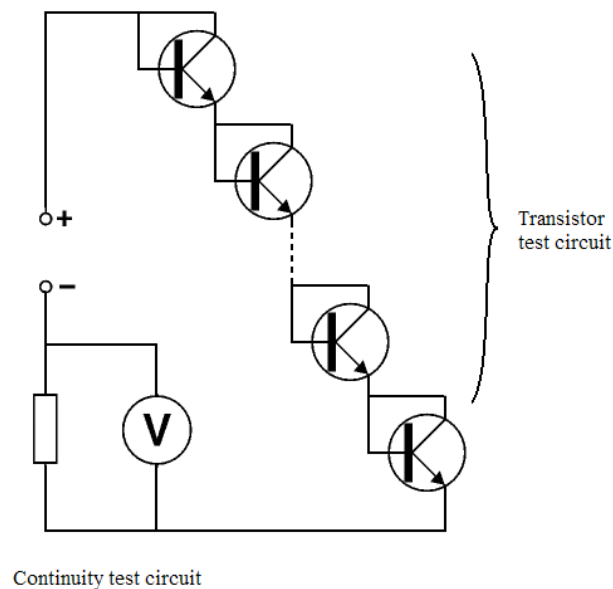 +
Transistor
test circuit
−
V
Continuity test circuit